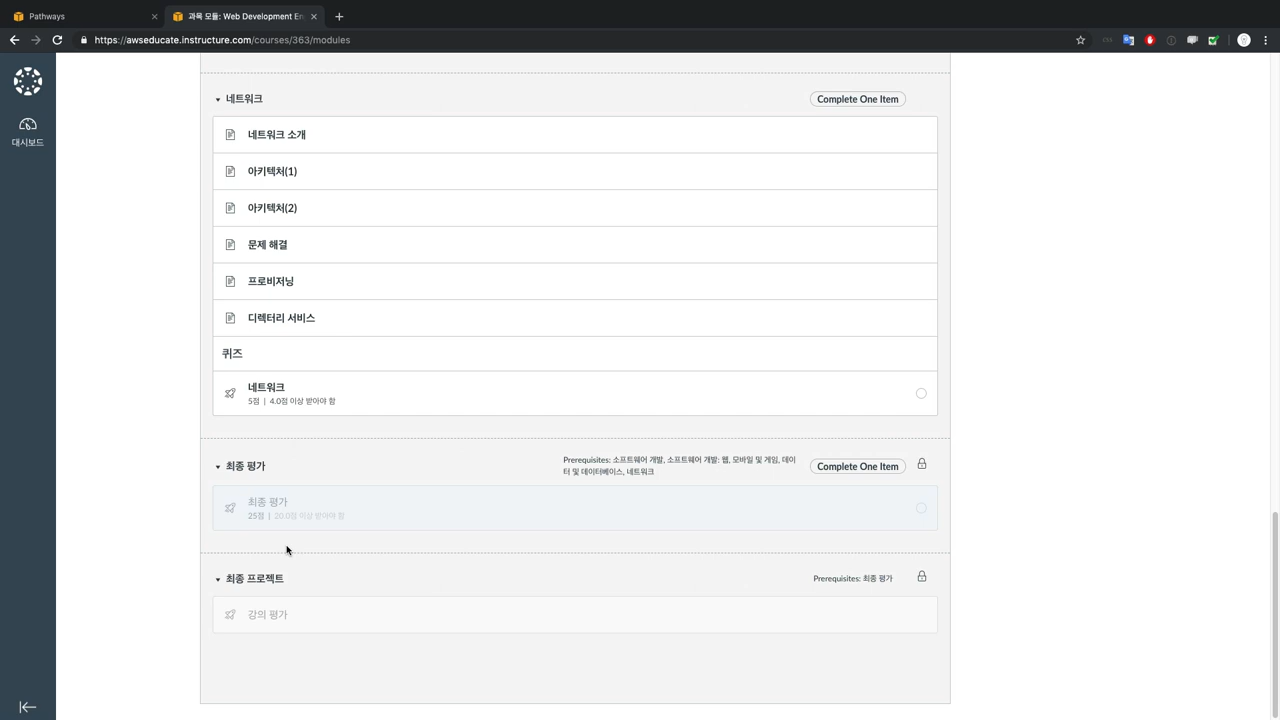 Pathways
과목 모듈: Web Development En
https://awseducate.instructure.com/courses/363/modules
대시보드
네트워크
Complete One Item
네트워크 소개
아키텍처(1)
아키텍처(2)
문제 해결
프로비저닝
디렉터리 서비스
퀴즈
네트워크
5점 | 4.0점 이상 받아야 함
최종 평가
Prerequisites: 소프트웨어 개발, 소프트웨어 개발: 웹, 모바일 및 게임, 데이
터 및 데이터베이스, 네트워크
Complete One Item
최종 평가
25점 | 20.0점 이상 받아야 함
최종 프로젝트
Prerequisites: 최종 평가
강의 평가